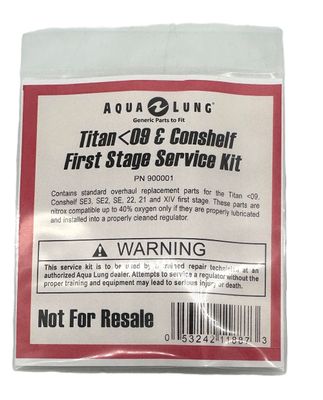 AQUA LUNG
Generic Parts to Fit
Titan <09 & Conshelf
First Stage Service Kit
PN 900001
Contains standard overhaul replacement parts for the Titan <09,
Conshelf SE3, SE2, SE, 22, 21 and XIV first stage. These parts are
nitrox compatible up to 40% oxygen only if they are properly lubricated
and installed into a properly cleaned regulator.
WARNING
This service kit is to be used by a trained repair technician at an
authorized Aqua Lung dealer. Attempts to service a regulator without the
proper training and equipment may lead to serious injury or death.
Not For Resale
0 53242 11887 3